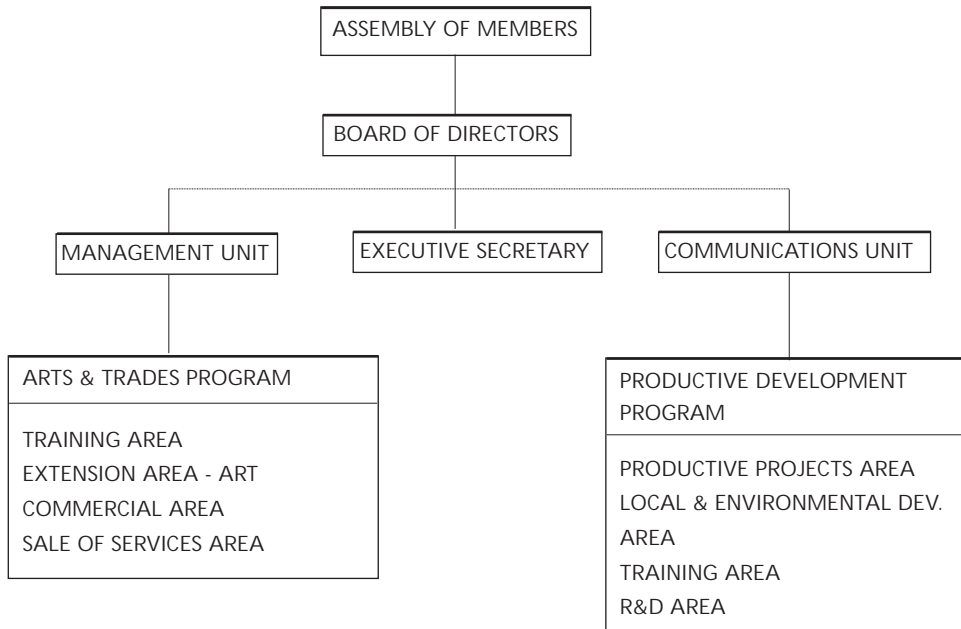 ASSEMBLY OF MEMBERS
BOARD OF DIRECTORS
MANAGEMENT UNIT
EXECUTIVE SECRETARY
COMMUNICATIONS UNIT
ARTS & TRADES PROGRAM
TRAINING AREA
EXTENSION AREA - ART
COMMERCIAL AREA
SALE OF SERVICES AREA
PRODUCTIVE DEVELOPMENT
PROGRAM
PRODUCTIVE PROJECTS AREA
LOCAL & ENVIRONMENTAL DEV.
AREA
TRAINING AREA
R&D AREA